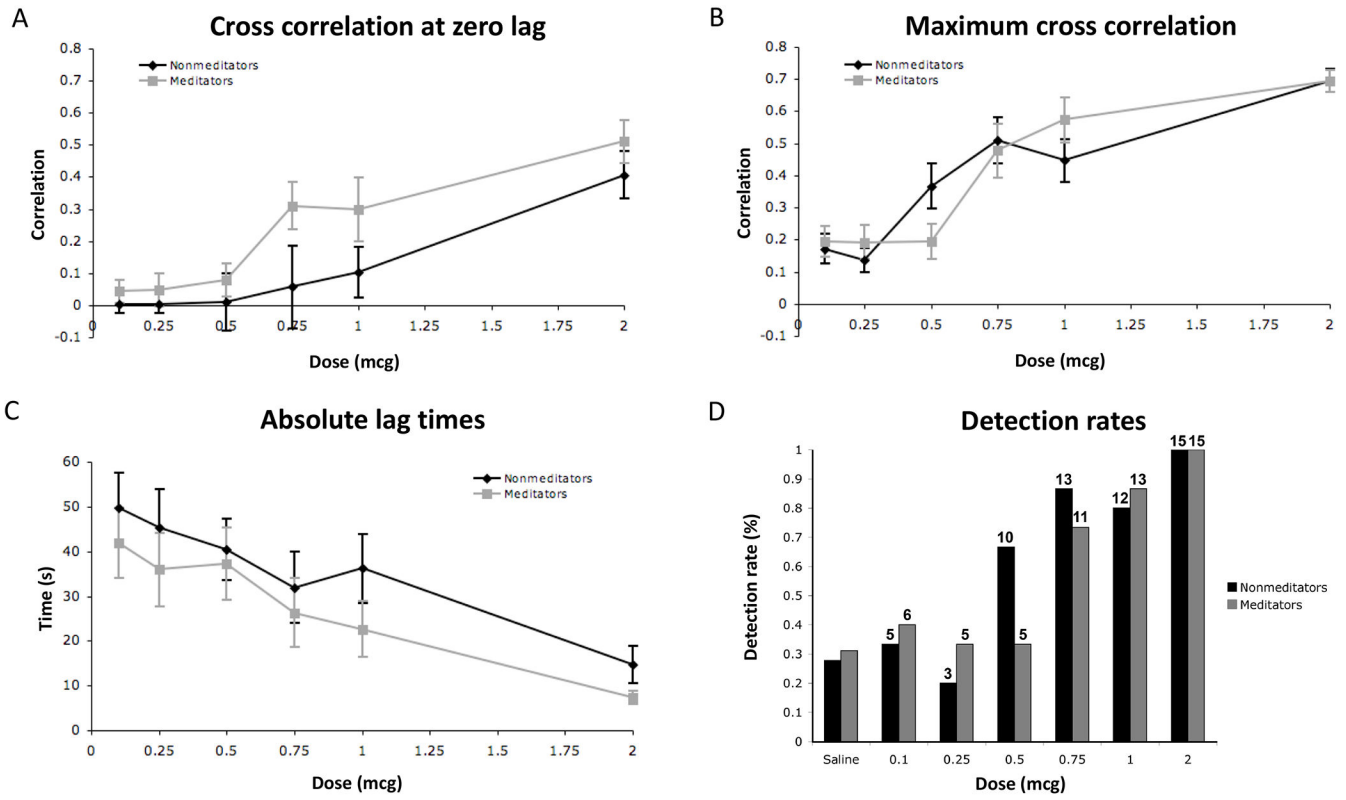 A
Cross correlation at zero lag
Nonmeditators
Meditators
0.8
0.7
0.6
0.5
0.4
0.3
0.2
0.1
0
-0.1
Correlation
0 0.25 0.5 0.75 1 1.25 1.5 1.75 2
Dose (mcg)
B
Maximum cross correlation
Nonmeditators
Meditators
0.8
0.7
0.6
0.5
0.4
0.3
0.2
0.1
0
-0.1
Correlation
0 0.25 0.5 0.75 1 1.25 1.5 1.75 2
Dose (mcg)
C
Absolute lag times
Nonmeditators
Meditators
60
50
40
30
20
10
0
Time (s)
0 0.25 0.5 0.75 1 1.25 1.5 1.75 2
Dose (mcg)
D
Detection rates
1
0.9
0.8
0.7
0.6
0.5
0.4
0.3
0.2
0.1
0
Detection rate (%)
5 6 3 5 10 5 13 11 12 13 15 15
Nonmeditators
Meditators
Saline 0.1 0.25 0.5 0.75 1 2
Dose (mcg)